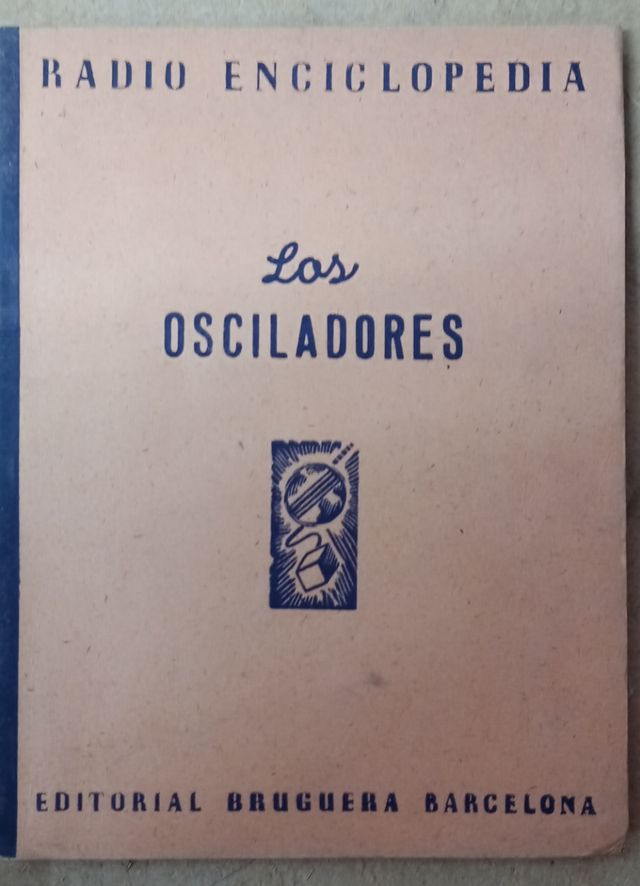 RADIO ENCICLOPEDIA
Los
OSCILADORES
EDITORIAL BRUGUERA BARCELONA